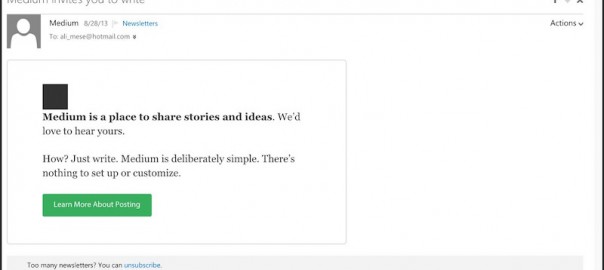 Medium invites you to write
Medium 8/28/13 Newsletters
Actions
To: ali_mese@hotmail.com
Medium is a place to share stories and ideas. We'd
love to hear yours.
How? Just write. Medium is deliberately simple. There's
nothing to set up or customize.
Learn More About Posting
Too many newsletters? You can unsubscribe.